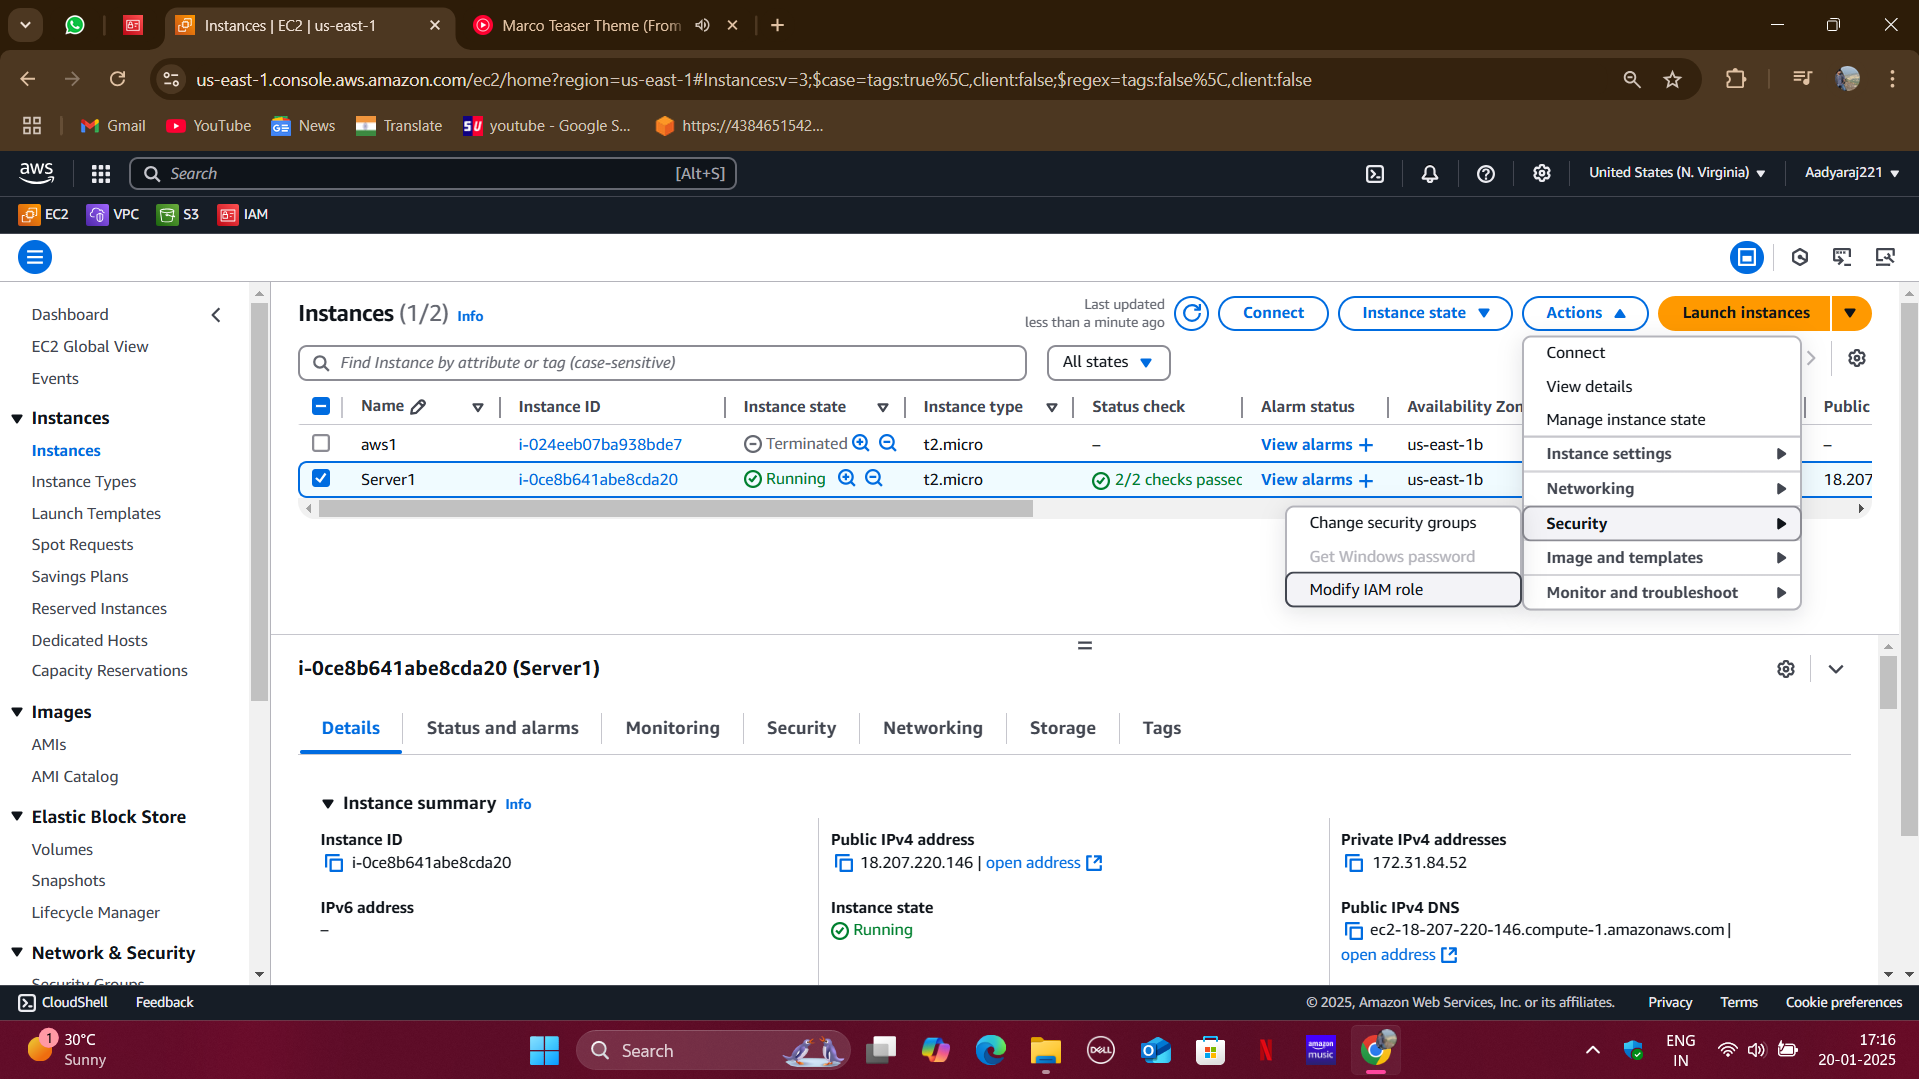 Instances | EC2 | us-east-1
Marco Teaser Theme (From
us-east-1.console.aws.amazon.com/ec2/home?region=us-east-1#Instances:v=3;$case=tags:true%5C,client:false;$regex=tags:false%5C,client:false
Gmail YouTube News Translate youtube - Google S... https://4384651542...
aws Search [Alt+S] United States (N. Virginia) Aadyaraj221
EC2 VPC S3 IAM
Dashboard
EC2 Global View
Events
Instances
Instances
Instance Types
Launch Templates
Spot Requests
Savings Plans
Reserved Instances
Dedicated Hosts
Capacity Reservations
Images
AMIs
AMI Catalog
Elastic Block Store
Volumes
Snapshots
Lifecycle Manager
Network & Security
Security Groups
Instances (1/2) Info
Last updated
less than a minute ago
Connect Instance state Actions Launch instances
Find Instance by attribute or tag (case-sensitive) All states
Name Instance ID Instance state Instance type Status check Alarm status Availability Zon Public
aws1 i-024eeb07ba938bde7 Terminated t2.micro – View alarms + us-east-1b –
Server1 i-0ce8b641abe8cda20 Running t2.micro 2/2 checks passec View alarms + us-east-1b 18.207
Connect
View details
Manage instance state
Instance settings
Networking
Security
Image and templates
Monitor and troubleshoot
Change security groups
Get Windows password
Modify IAM role
i-0ce8b641abe8cda20 (Server1)
Details Status and alarms Monitoring Security Networking Storage Tags
Instance summary Info
Instance ID
i-0ce8b641abe8cda20
Public IPv4 address
18.207.220.146 | open address
Private IPv4 addresses
172.31.84.52
IPv6 address
–
Instance state
Running
Public IPv4 DNS
ec2-18-207-220-146.compute-1.amazonaws.com |
open address
CloudShell Feedback © 2025, Amazon Web Services, Inc. or its affiliates. Privacy Terms Cookie preferences
1
30°C
Sunny
Search
DELL
amazon
music
ENG
IN
17:16
20-01-2025